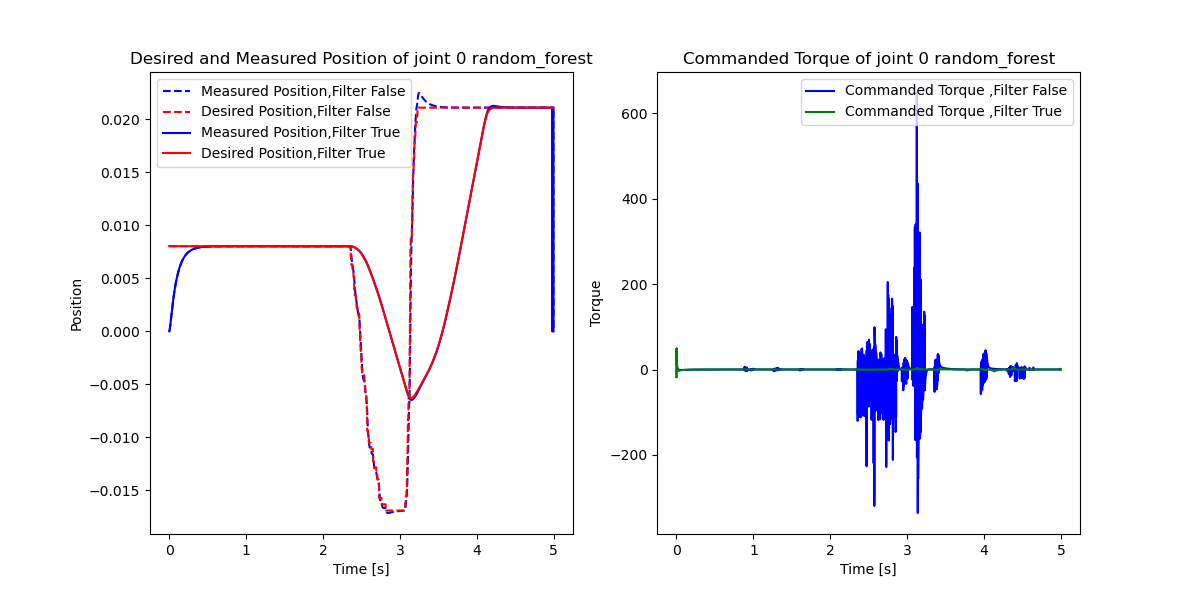 Desired and Measured Position of joint 0 random_forest
Measured Position,Filter False
Desired Position,Filter False
Measured Position,Filter True
Desired Position,Filter True
0.020
0.015
0.010
0.005
0.000
−0.005
−0.010
−0.015
Position
0 1 2 3 4 5
Time [s]
Commanded Torque of joint 0 random_forest
Commanded Torque ,Filter False
Commanded Torque ,Filter True
600
400
200
0
−200
Torque
0 1 2 3 4 5
Time [s]